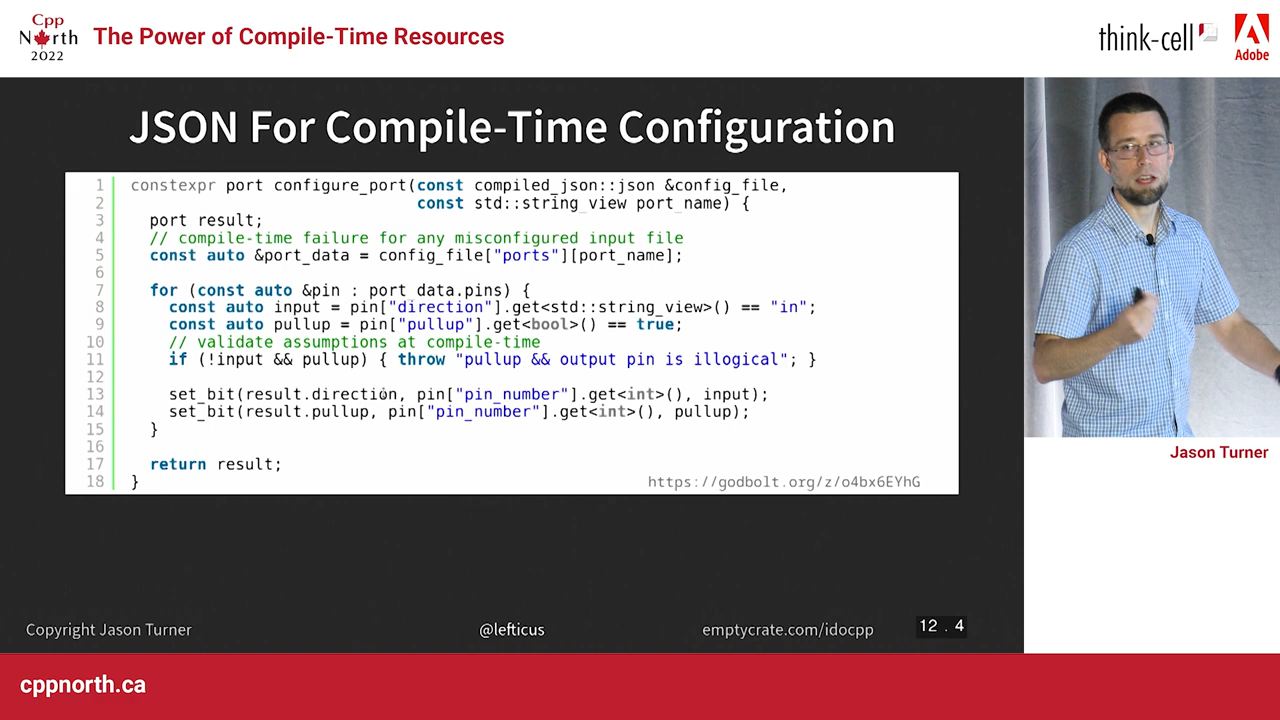 Cpp
North
2022
The Power of Compile-Time Resources
think-cell
Adobe
JSON For Compile-Time Configuration
1 constexpr port configure_port(const compiled_json::json &config_file,
2                               const std::string_view port_name) {
3   port result;
4   // compile-time failure for any misconfigured input file
5   const auto &port_data = config_file["ports"][port_name];
6
7   for (const auto &pin : port_data.pins) {
8     const auto input = pin["direction"].get<std::string_view>() == "in";
9     const auto pullup = pin["pullup"].get<bool>() == true;
10     // validate assumptions at compile-time
11     if (!input && pullup) { throw "pullup && output pin is illogical"; }
12
13     set_bit(result.direction, pin["pin_number"].get<int>(), input);
14     set_bit(result.pullup, pin["pin_number"].get<int>(), pullup);
15   }
16
17   return result;
18 }
https://godbolt.org/z/o4bx6EYhG
Jason Turner
Copyright Jason Turner
@lefticus
emptycrate.com/idocpp
12 . 4
cppnorth.ca